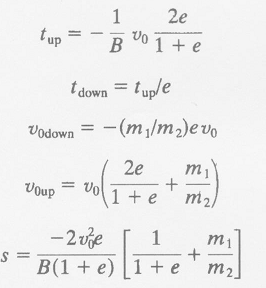 t_up = − 1/B v₀ 2e/(1 + e)
t_down = t_up/e
v_0down = −(m₁/m₂)e v₀
v_0up = v₀(2e/(1 + e) + m₁/m₂)
s = −2v₀²e/(B(1 + e)) [1/(1 + e) + m₁/m₂]